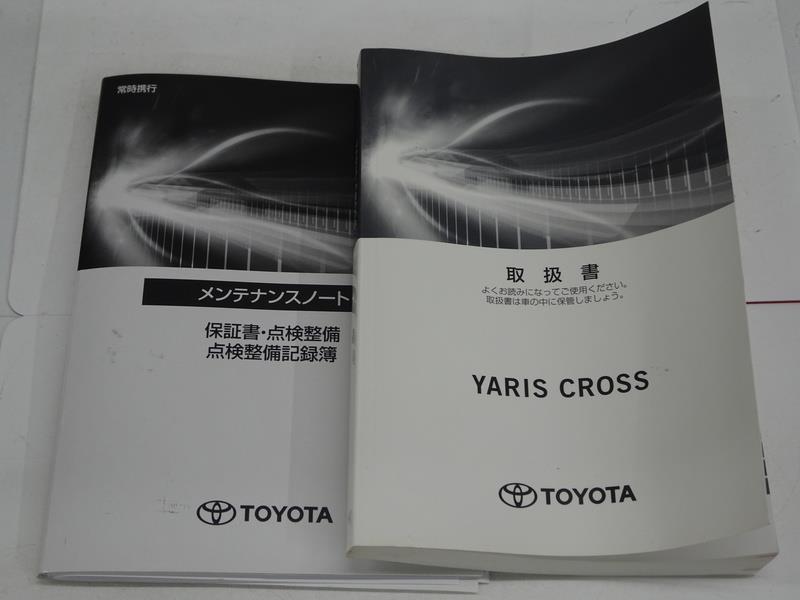 常時携行
メンテナンスノート
保証書・点検整備
点検整備記録簿
TOYOTA
取扱書
よくお読みになってご使用ください。
取扱書は車の中に保管しましょう。
YARIS CROSS
TOYOTA